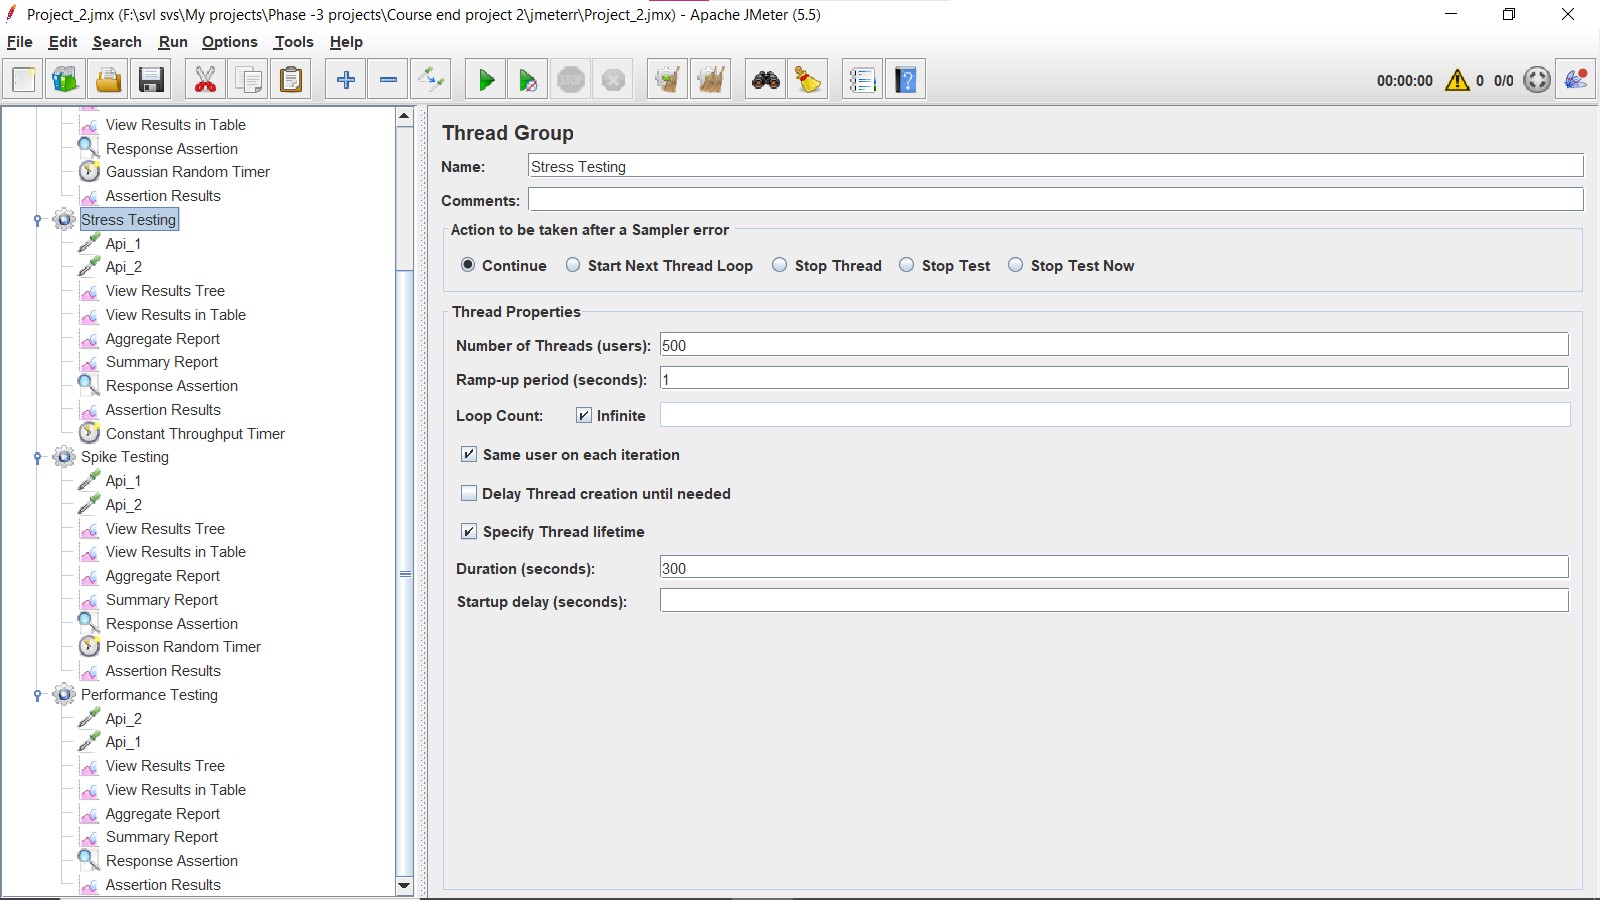 Project_2.jmx (F:\svl svs\My projects\Phase -3 projects\Course end project 2\jmeterr\Project_2.jmx) - Apache JMeter (5.5)
File Edit Search Run Options Tools Help
STOP
00:00:00 0 0/0
View Results in Table
Response Assertion
Gaussian Random Timer
Assertion Results
Stress Testing
Api_1
Api_2
View Results Tree
View Results in Table
Aggregate Report
Summary Report
Response Assertion
Assertion Results
Constant Throughput Timer
Spike Testing
Api_1
Api_2
View Results Tree
View Results in Table
Aggregate Report
Summary Report
Response Assertion
Poisson Random Timer
Assertion Results
Performance Testing
Api_2
Api_1
View Results Tree
View Results in Table
Aggregate Report
Summary Report
Response Assertion
Assertion Results
Thread Group
Name: Stress Testing
Comments:
Action to be taken after a Sampler error
Continue Start Next Thread Loop Stop Thread Stop Test Stop Test Now
Thread Properties
Number of Threads (users): 500
Ramp-up period (seconds): 1
Loop Count: Infinite
Same user on each iteration
Delay Thread creation until needed
Specify Thread lifetime
Duration (seconds): 300
Startup delay (seconds):